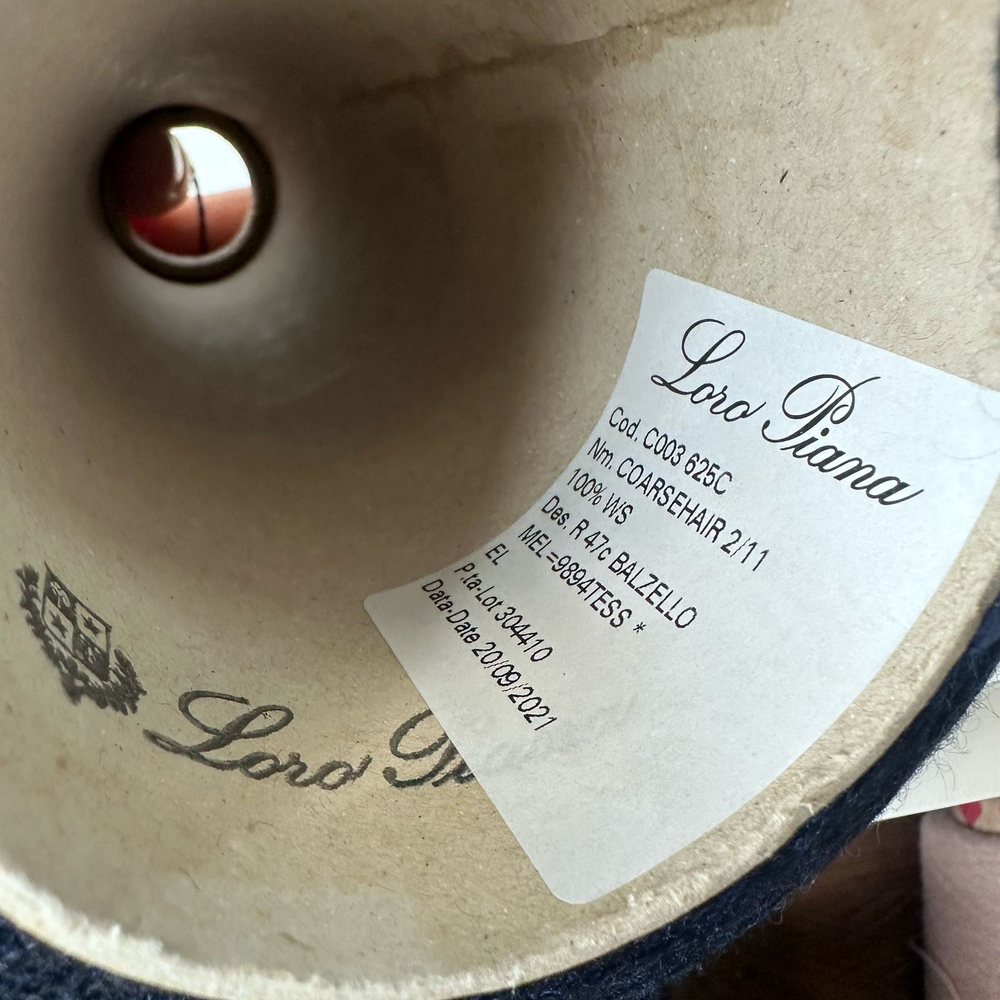 Loro Piana
Cod. C003 625C
Nm. COARSEHAIR 2/11
100% WS
Des. R 47c BALZELLO
MEL=9894TESS *
EL
P.ta-Lot 304410
Data-Date 20/09/2021
Loro